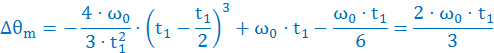 Δθₘ = − (4 · ω₀)/(3 · t₁²) · (t₁ − t₁/2)³ + ω₀ · t₁ − (ω₀ · t₁)/6 = (2 · ω₀ · t₁)/3